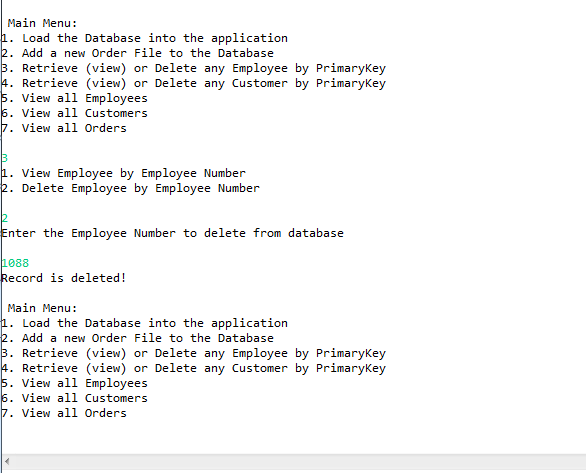 Main Menu:
1. Load the Database into the application
2. Add a new Order File to the Database
3. Retrieve (view) or Delete any Employee by PrimaryKey
4. Retrieve (view) or Delete any Customer by PrimaryKey
5. View all Employees
6. View all Customers
7. View all Orders
3
1. View Employee by Employee Number
2. Delete Employee by Employee Number
2
Enter the Employee Number to delete from database
1088
Record is deleted!
Main Menu:
1. Load the Database into the application
2. Add a new Order File to the Database
3. Retrieve (view) or Delete any Employee by PrimaryKey
4. Retrieve (view) or Delete any Customer by PrimaryKey
5. View all Employees
6. View all Customers
7. View all Orders